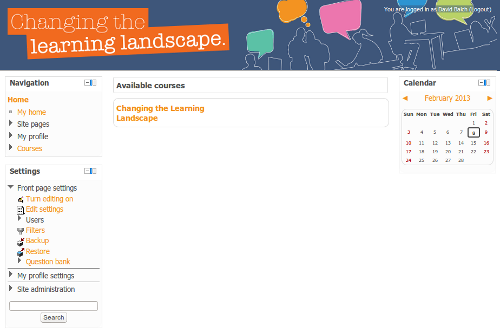 Changing the
learning landscape.
You are logged in as David Balch (Logout)
Navigation
Home
My home
Site pages
My profile
Courses
Settings
Front page settings
Turn editing on
Edit settings
Users
Filters
Backup
Restore
Question bank
My profile settings
Site administration
Search
Available courses
Changing the Learning
Landscape
Calendar
◄ February 2013 ►
Sun Mon Tue Wed Thu Fri Sat
1 2
3 4 5 6 7 8 9
10 11 12 13 14 15 16
17 18 19 20 21 22 23
24 25 26 27 28